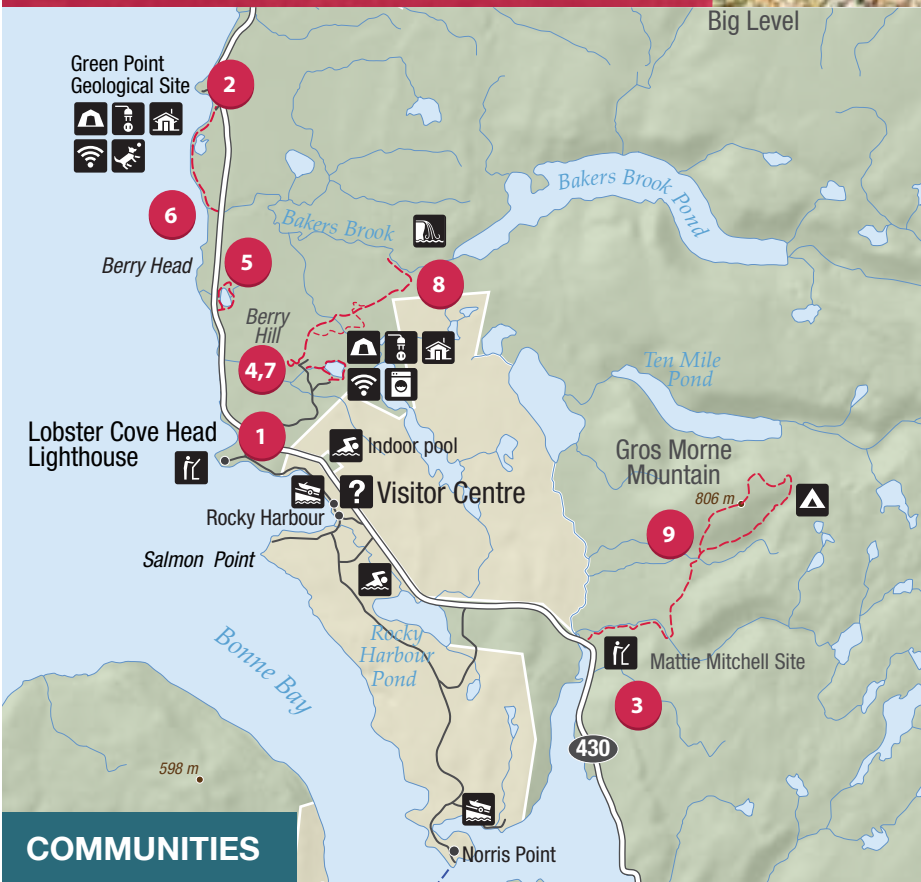 Big Level
Green Point
Geological Site
2
6
Bakers Brook
Bakers Brook Pond
Berry Head
5
8
Berry
Hill
4,7
Ten Mile
Pond
Lobster Cove Head
Lighthouse
1
Indoor pool
Gros Morne
Mountain
806 m
? Visitor Centre
Rocky Harbour
9
Salmon Point
Rocky
Harbour
Pond
Bonne Bay
Mattie Mitchell Site
3
430
598 m
COMMUNITIES
Norris Point